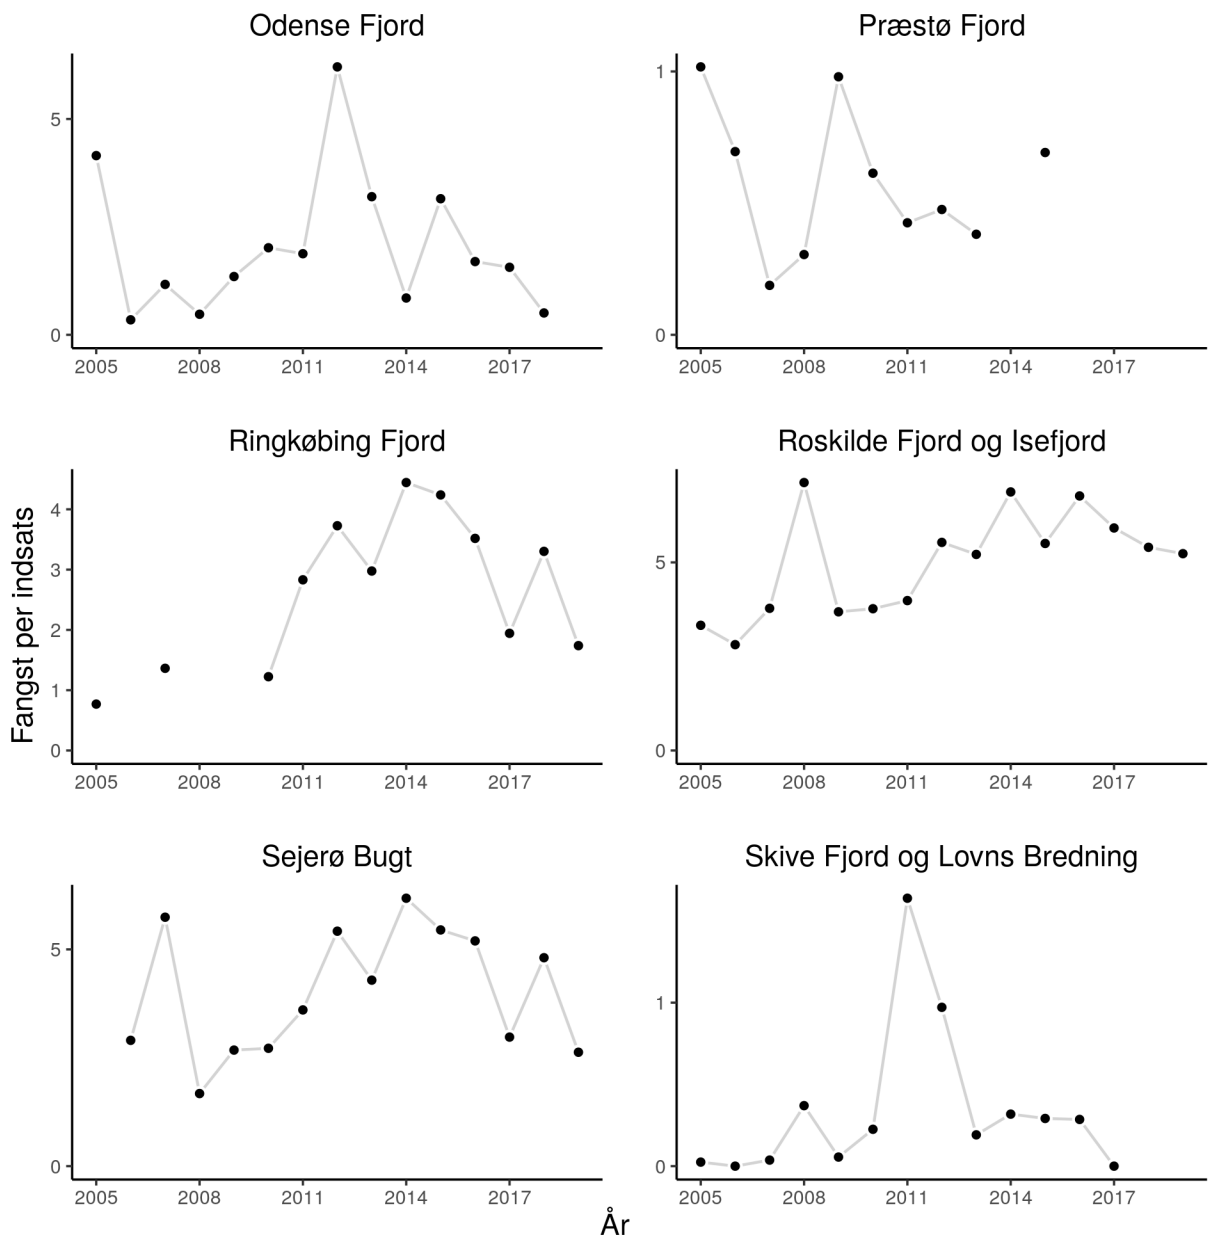 Odense Fjord
Præstø Fjord
5
0
2005 2008 2011 2014 2017
1
0
2005 2008 2011 2014 2017
Fangst per indsats
Ringkøbing Fjord
Roskilde Fjord og Isefjord
4
3
2
1
0
2005 2008 2011 2014 2017
5
0
2005 2008 2011 2014 2017
Sejerø Bugt
Skive Fjord og Lovns Bredning
5
0
2005 2008 2011 2014 2017
1
0
2005 2008 2011 2014 2017
År